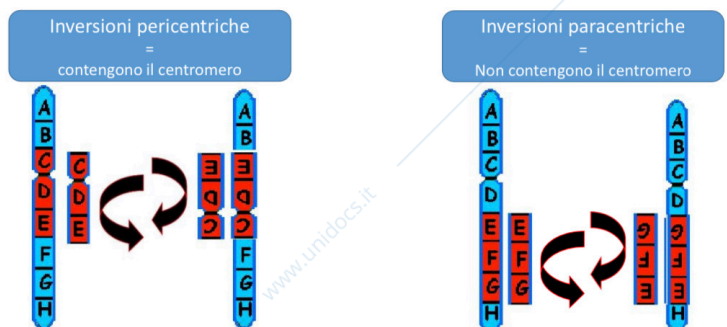 Inversioni pericentriche
=
contengono il centromero
Inversioni paracentriche
=
Non contengono il centromero
A
B
C
D
E
F
G
H
C
D
E
E
D
C
A
B
E
D
C
F
G
H
A
B
C
D
E
F
G
H
E
F
G
G
F
E
A
B
C
D
G
F
E
H
www.unidocs.it